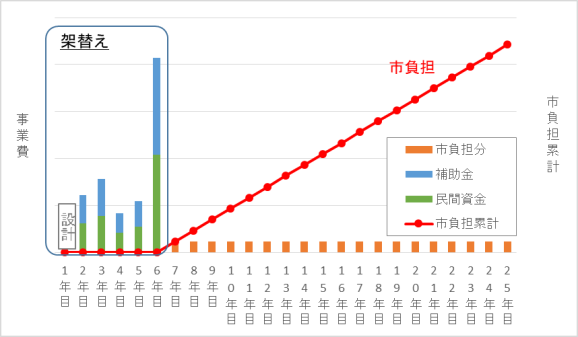 架替え
市負担
事業費
市負担累計
設計
市負担分
補助金
民間資金
市負担累計
1年目
2年目
3年目
4年目
5年目
6年目
7年目
8年目
9年目
10年目
11年目
12年目
13年目
14年目
15年目
16年目
17年目
18年目
19年目
20年目
21年目
22年目
23年目
24年目
25年目